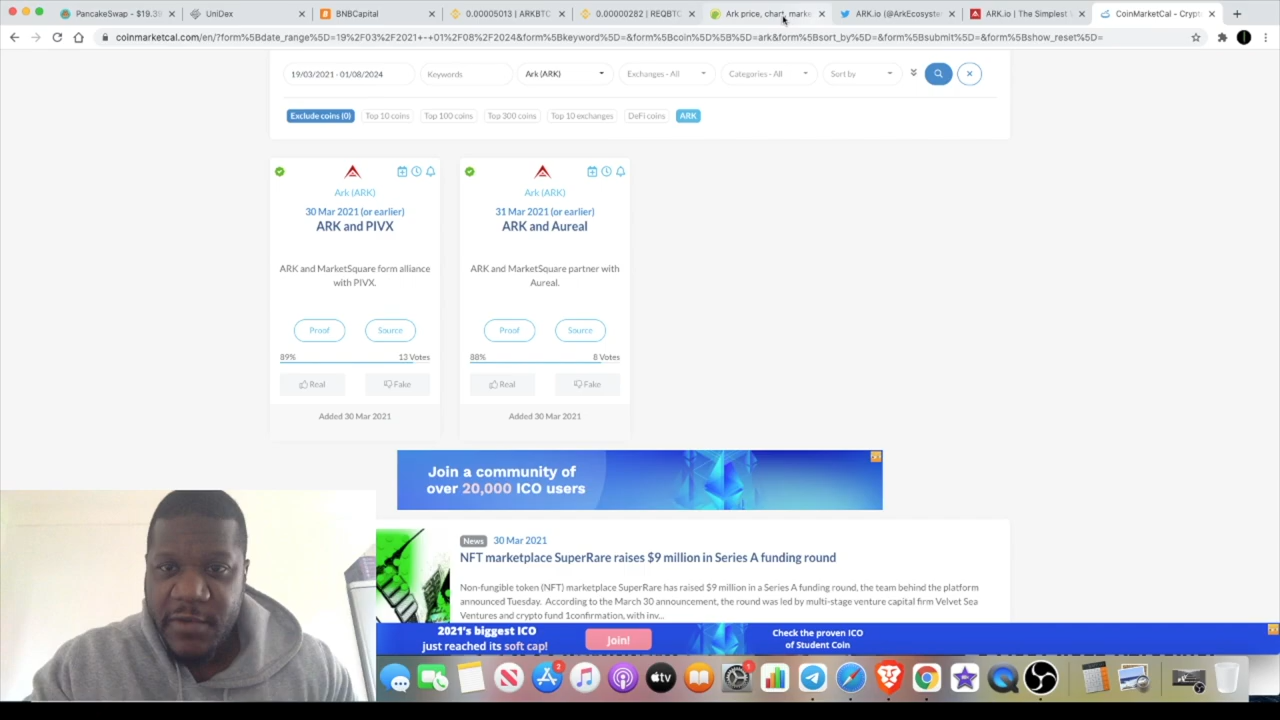 PancakeSwap - $19.3
UniDex
BNBCapital
0.00005013 | ARKBTC
0.00000282 | REQBTC
Ark price, chart, marke
ARK.io (@ArkEcosyste
ARK.io | The Simplest
CoinMarketCal - Crypt
coinmarketcal.com/en/?form%5Bdate_range%5D=19%2F03%2F2021+-+01%2F08%2F2024&form%5Bkeyword%5D=&form%5Bcoin%5D%5B%5D=ark&form%5Bsort_by%5D=&form%5Bsubmit%5D=&form%5Bshow_reset%5D=
19/03/2021 - 01/08/2024
Keywords
Ark (ARK)
Exchanges - All
Categories - All
Sort by
Exclude coins (0)
Top 10 coins
Top 100 coins
Top 300 coins
Top 10 exchanges
DeFi coins
ARK
Ark (ARK)
30 Mar 2021 (or earlier)
ARK and PIVX
ARK and MarketSquare form alliance
with PIVX.
Proof
Source
89%
13 Votes
Real
Fake
Added 30 Mar 2021
Ark (ARK)
31 Mar 2021 (or earlier)
ARK and Aureal
ARK and MarketSquare partner with
Aureal.
Proof
Source
88%
8 Votes
Real
Fake
Added 30 Mar 2021
Join a community of
over 20,000 ICO users
News 30 Mar 2021
NFT marketplace SuperRare raises $9 million in Series A funding round
Non-fungible token (NFT) marketplace SuperRare has raised $9 million in a Series A funding round, the team behind the platform
announced Tuesday. According to the March 30 announcement, the round was led by multi-stage venture capital firm Velvet Sea
Ventures and crypto fund 1confirmation, with inv...
2021's biggest ICO
just reached its soft cap!
Join!
Check the proven ICO
of Student Coin
2
tv
1